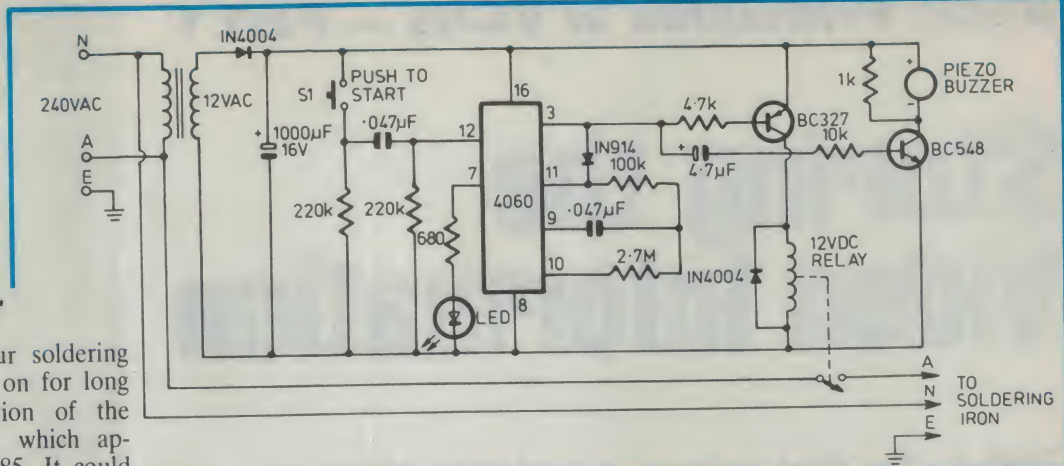 N
240VAC
A
E
12VAC
IN4004
1000µF
16V
S1
PUSH TO
START
·047µF
220k
220k
680
LED
12
7
16
4060
8
3
11
9
10
IN914
100k
·047µF
2·7M
4·7k
4·7µF
BC327
10k
1k
PIEZO
BUZZER
BC548
12VDC
RELAY
IN4004
A
N
E
TO
SOLDERING
IRON
ur soldering
on for long
ion of the
which ap-
85. It could